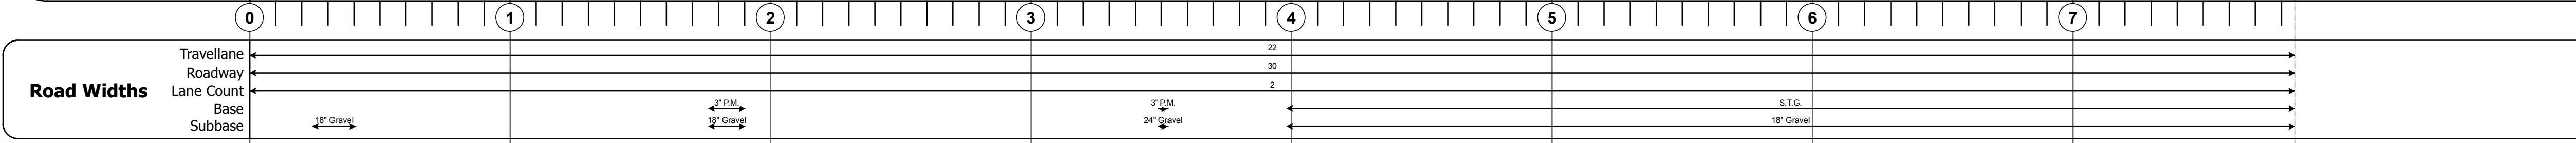 0 1 2 3 4 5 6 7
Road Widths
Travellane 22
Roadway 30
Lane Count 2
Base 3" P.M. 3" P.M. S.T.G.
Subbase 18" Gravel 18" Gravel 24" Gravel 18" Gravel